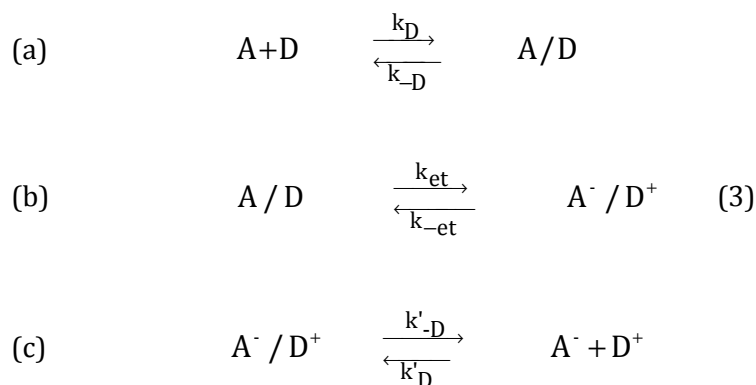 (a) A+D k_D k_–D A/D
(b) A / D k_et k_–et A⁻ / D⁺ (3)
(c) A⁻ / D⁺ k'_-D k'_D A⁻ + D⁺